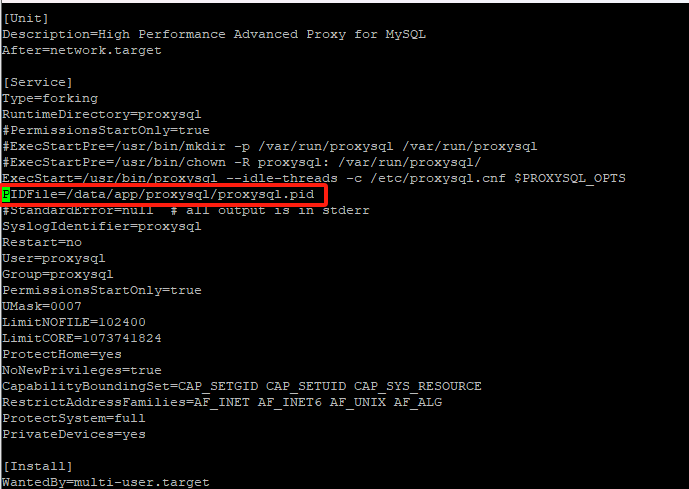 [Unit]
Description=High Performance Advanced Proxy for MySQL
After=network.target
[Service]
Type=forking
RuntimeDirectory=proxysql
#PermissionsStartOnly=true
#ExecStartPre=/usr/bin/mkdir -p /var/run/proxysql /var/run/proxysql
#ExecStartPre=/usr/bin/chown -R proxysql: /var/run/proxysql/
ExecStart=/usr/bin/proxysql --idle-threads -c /etc/proxysql.cnf $PROXYSQL_OPTS
PIDFile=/data/app/proxysql/proxysql.pid
#StandardError=null  # all output is in stderr
SyslogIdentifier=proxysql
Restart=no
User=proxysql
Group=proxysql
PermissionsStartOnly=true
UMask=0007
LimitNOFILE=102400
LimitCORE=1073741824
ProtectHome=yes
NoNewPrivileges=true
CapabilityBoundingSet=CAP_SETGID CAP_SETUID CAP_SYS_RESOURCE
RestrictAddressFamilies=AF_INET AF_INET6 AF_UNIX AF_ALG
ProtectSystem=full
PrivateDevices=yes
[Install]
WantedBy=multi-user.target